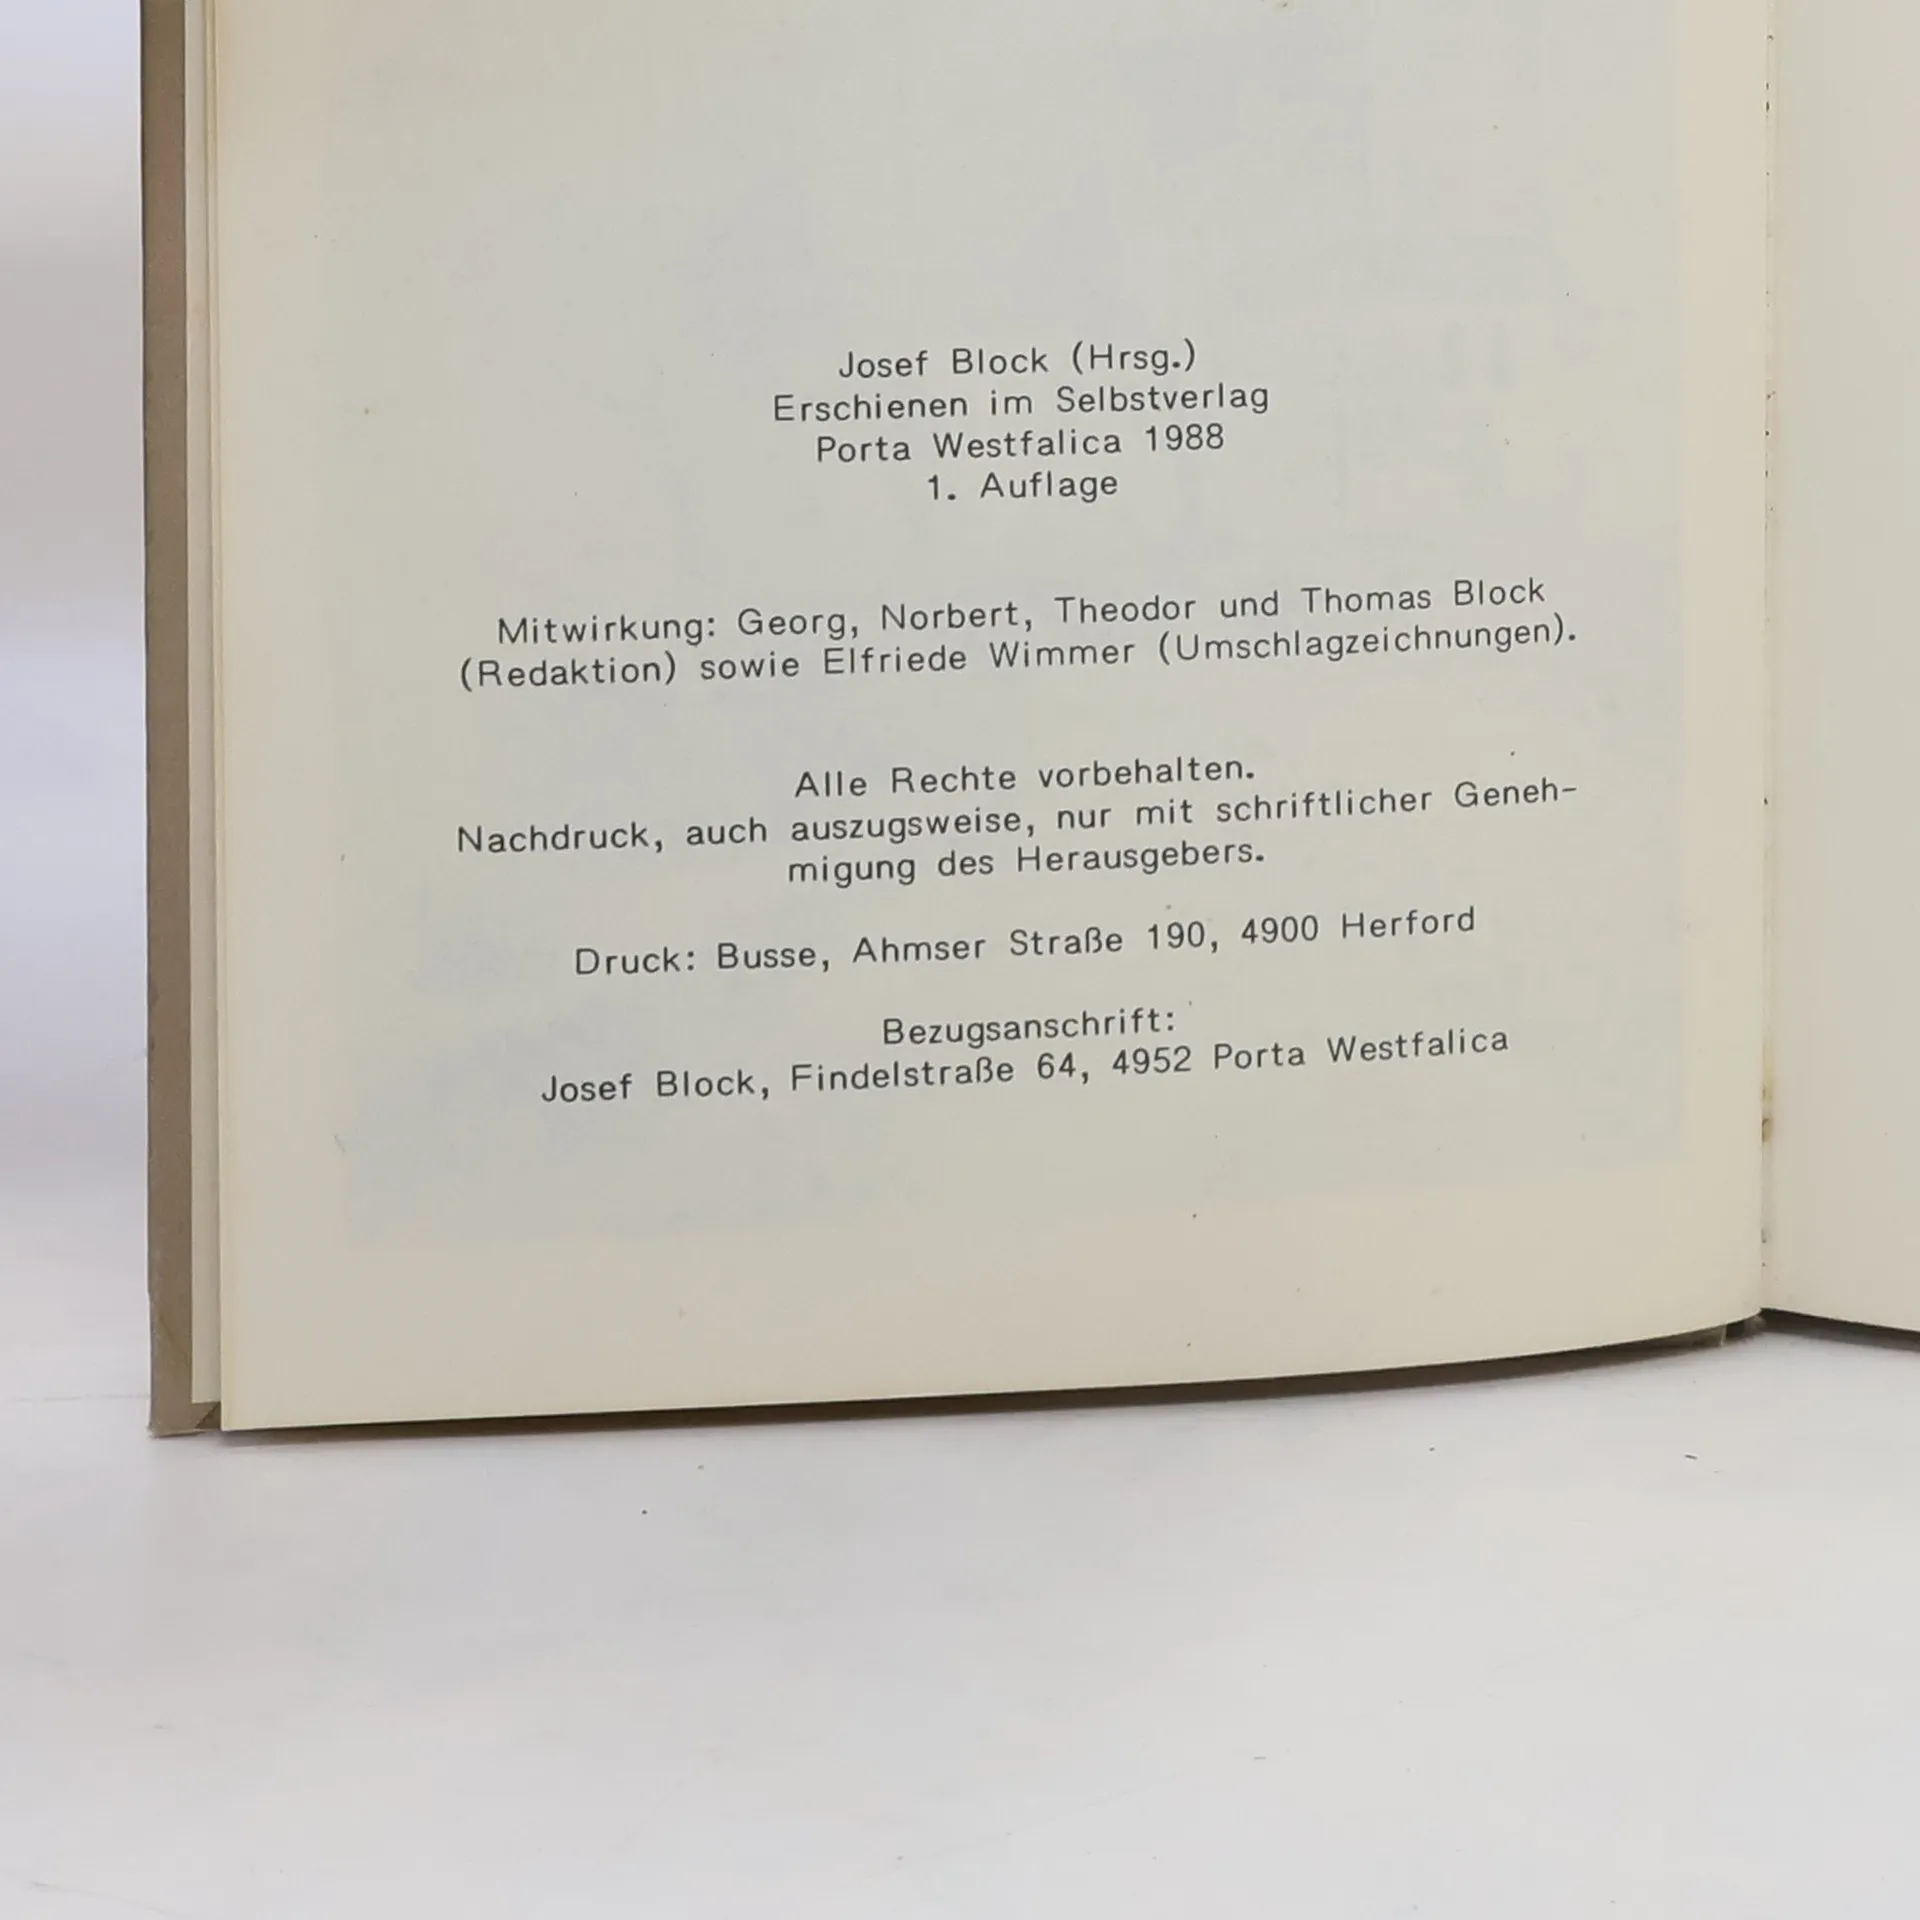 Josef Block (Hrsg.)
Erschienen im Selbstverlag
Porta Westfalica 1988
1. Auflage
Mitwirkung: Georg, Norbert, Theodor und Thomas Block
(Redaktion) sowie Elfriede Wimmer (Umschlagzeichnungen).
Alle Rechte vorbehalten.
Nachdruck, auch auszugsweise, nur mit schriftlicher Geneh-
migung des Herausgebers.
Druck: Busse, Ahmser Straße 190, 4900 Herford
Bezugsanschrift:
Josef Block, Findelstraße 64, 4952 Porta Westfalica